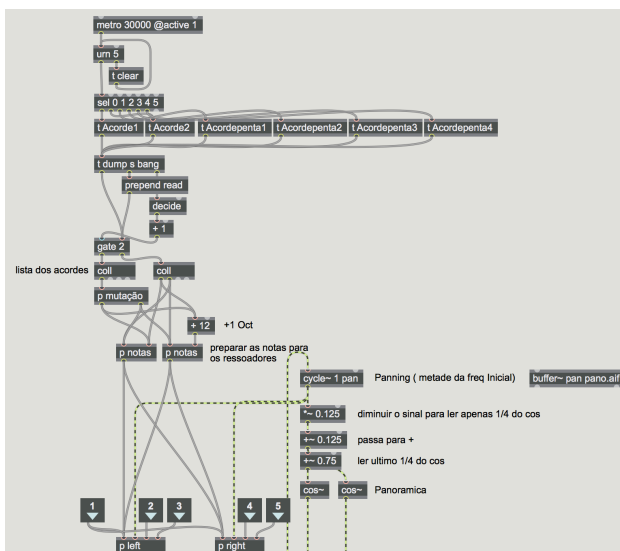 metro 30000 @active 1
urn 5
t clear
sel 0 1 2 3 4 5
t Acorde1 t Acorde2 t Acordepenta1 t Acordepenta2 t Acordepenta3 t Acordepenta4
t dump s bang
prepend read
decide
+ 1
gate 2
lista dos acordes coll coll
p mutação
+ 12 +1 Oct
p notas p notas preparar as notas para
os ressoadores
cycle~ 1 pan Panning ( metade da freq Inicial) buffer~ pan pano.aif
*~ 0.125 diminuir o sinal para ler apenas 1/4 do cos
+~ 0.125 passa para +
+~ 0.75 ler ultimo 1/4 do cos
cos~ cos~ Panoramica
1 2 3 4 5
p left p right